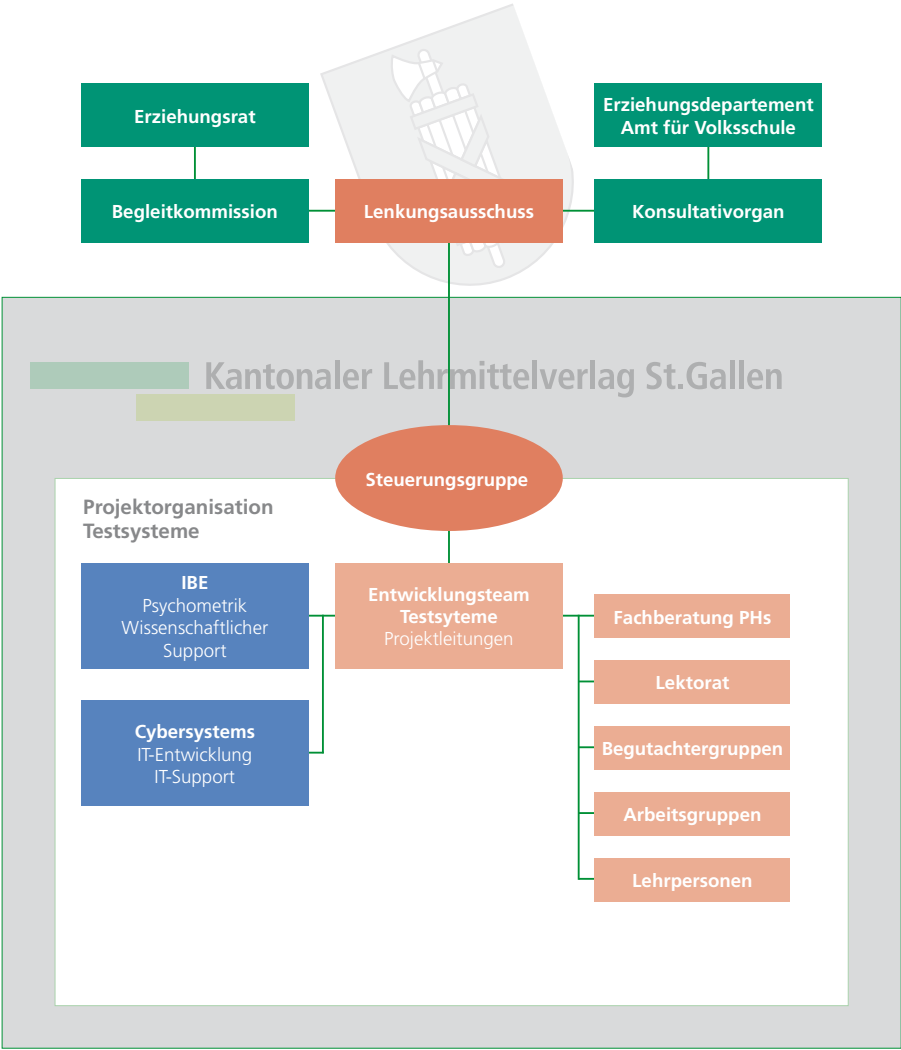 Erziehungsrat
Erziehungsdepartement
Amt für Volksschule
Begleitkommission
Lenkungsausschuss
Konsultativorgan
Kantonaler Lehrmittelverlag St.Gallen
Steuerungsgruppe
Projektorganisation
Testsysteme
IBE
Psychometrik
Wissenschaftlicher
Support
Cybersystems
IT-Entwicklung
IT-Support
Entwicklungsteam
Testsyteme
Projektleitungen
Fachberatung PHs
Lektorat
Begutachtergruppen
Arbeitsgruppen
Lehrpersonen